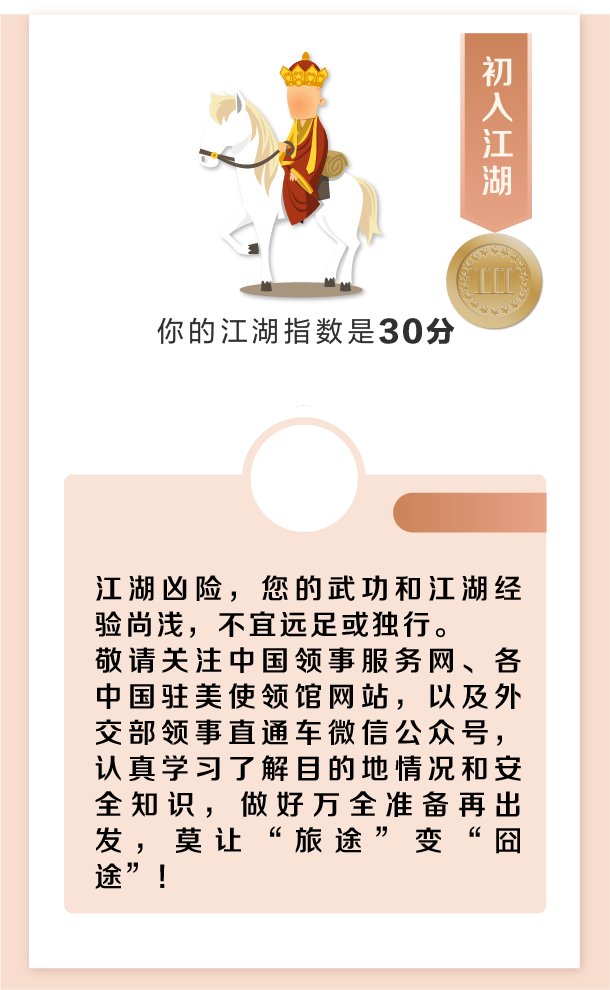 初入江湖
III
你的江湖指数是30分
江湖凶险，您的武功和江湖经
验尚浅，不宜远足或独行。
敬请关注中国领事服务网、各
中国驻美使领馆网站，以及外
交部领事直通车微信公众号，
认真学习了解目的地情况和安
全知识，做好万全准备再出
发，莫让“旅途”变“囧
途”！